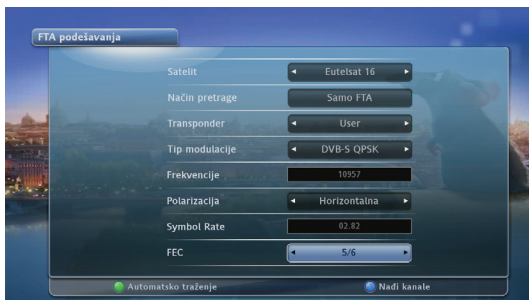 FTA podešavanja
Satelit Eutelsat 16
Način pretrage Samo FTA
Transponder User
Tip modulacije DVB-S QPSK
Frekvencije 10957
Polarizacija Horizontalna
Symbol Rate 02.82
FEC 5/6
Automatsko traženje Nađi kanale